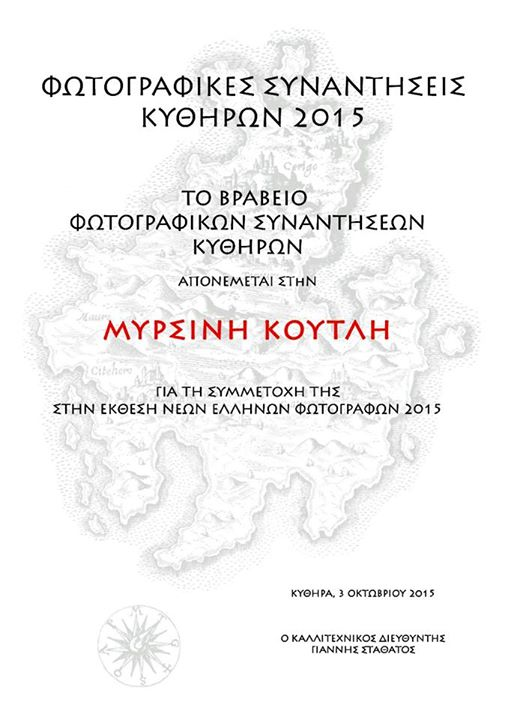 ΦΩΤΟΓΡΑΦΙΚΕΣ ΣΥΝΑΝΤΗΣΕΙΣ
ΚΥΘΗΡΩΝ 2015
Cerigo
ΤΟ ΒΡΑΒΕΙΟ
ΦΩΤΟΓΡΑΦΙΚΩΝ ΣΥΝΑΝΤΗΣΕΩΝ
ΚΥΘΗΡΩΝ
ΑΠΟΝΕΜΕΤΑΙ ΣΤΗΝ
ΜΥΡΣΙΝΗ ΚΟΥΤΛΗ
ΓΙΑ ΤΗ ΣΥΜΜΕΤΟΧΗ ΤΗΣ
ΣΤΗΝ ΕΚΘΕΣΗ ΝΕΩΝ ΕΛΛΗΝΩΝ ΦΩΤΟΓΡΑΦΩΝ 2015
ΚΥΘΗΡΑ, 3 ΟΚΤΩΒΡΙΟΥ 2015
Ο ΚΑΛΛΙΤΕΧΝΙΚΟΣ ΔΙΕΥΘΥΝΤΗΣ
ΓΙΑΝΝΗΣ ΣΤΑΘΑΤΟΣ